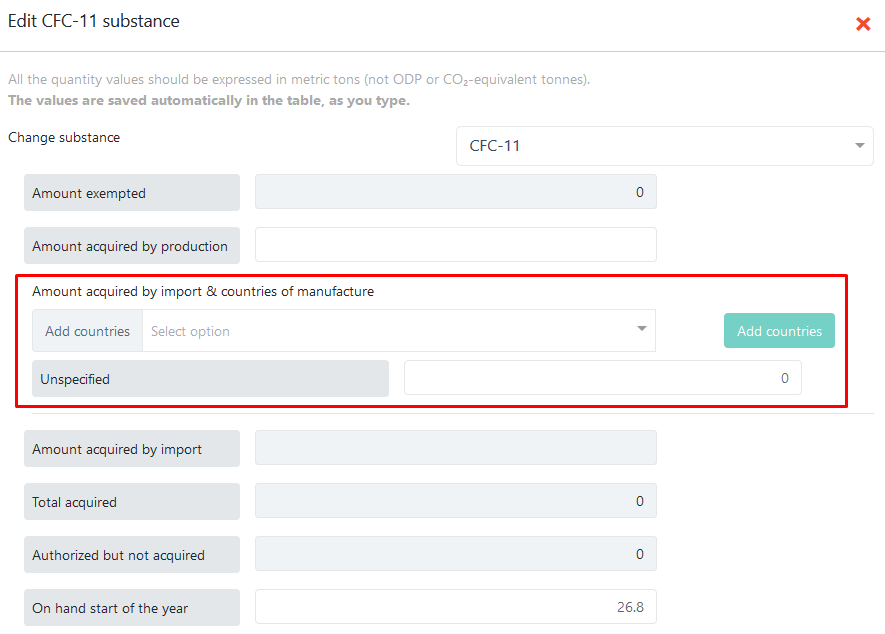 Edit CFC-11 substance
All the quantity values should be expressed in metric tons (not ODP or CO₂-equivalent tonnes).
The values are saved automatically in the table, as you type.
Change substance
CFC-11
Amount exempted
0
Amount acquired by production
Amount acquired by import & countries of manufacture
Add countries
Select option
Add countries
Unspecified
0
Amount acquired by import
Total acquired
0
Authorized but not acquired
0
On hand start of the year
26.8